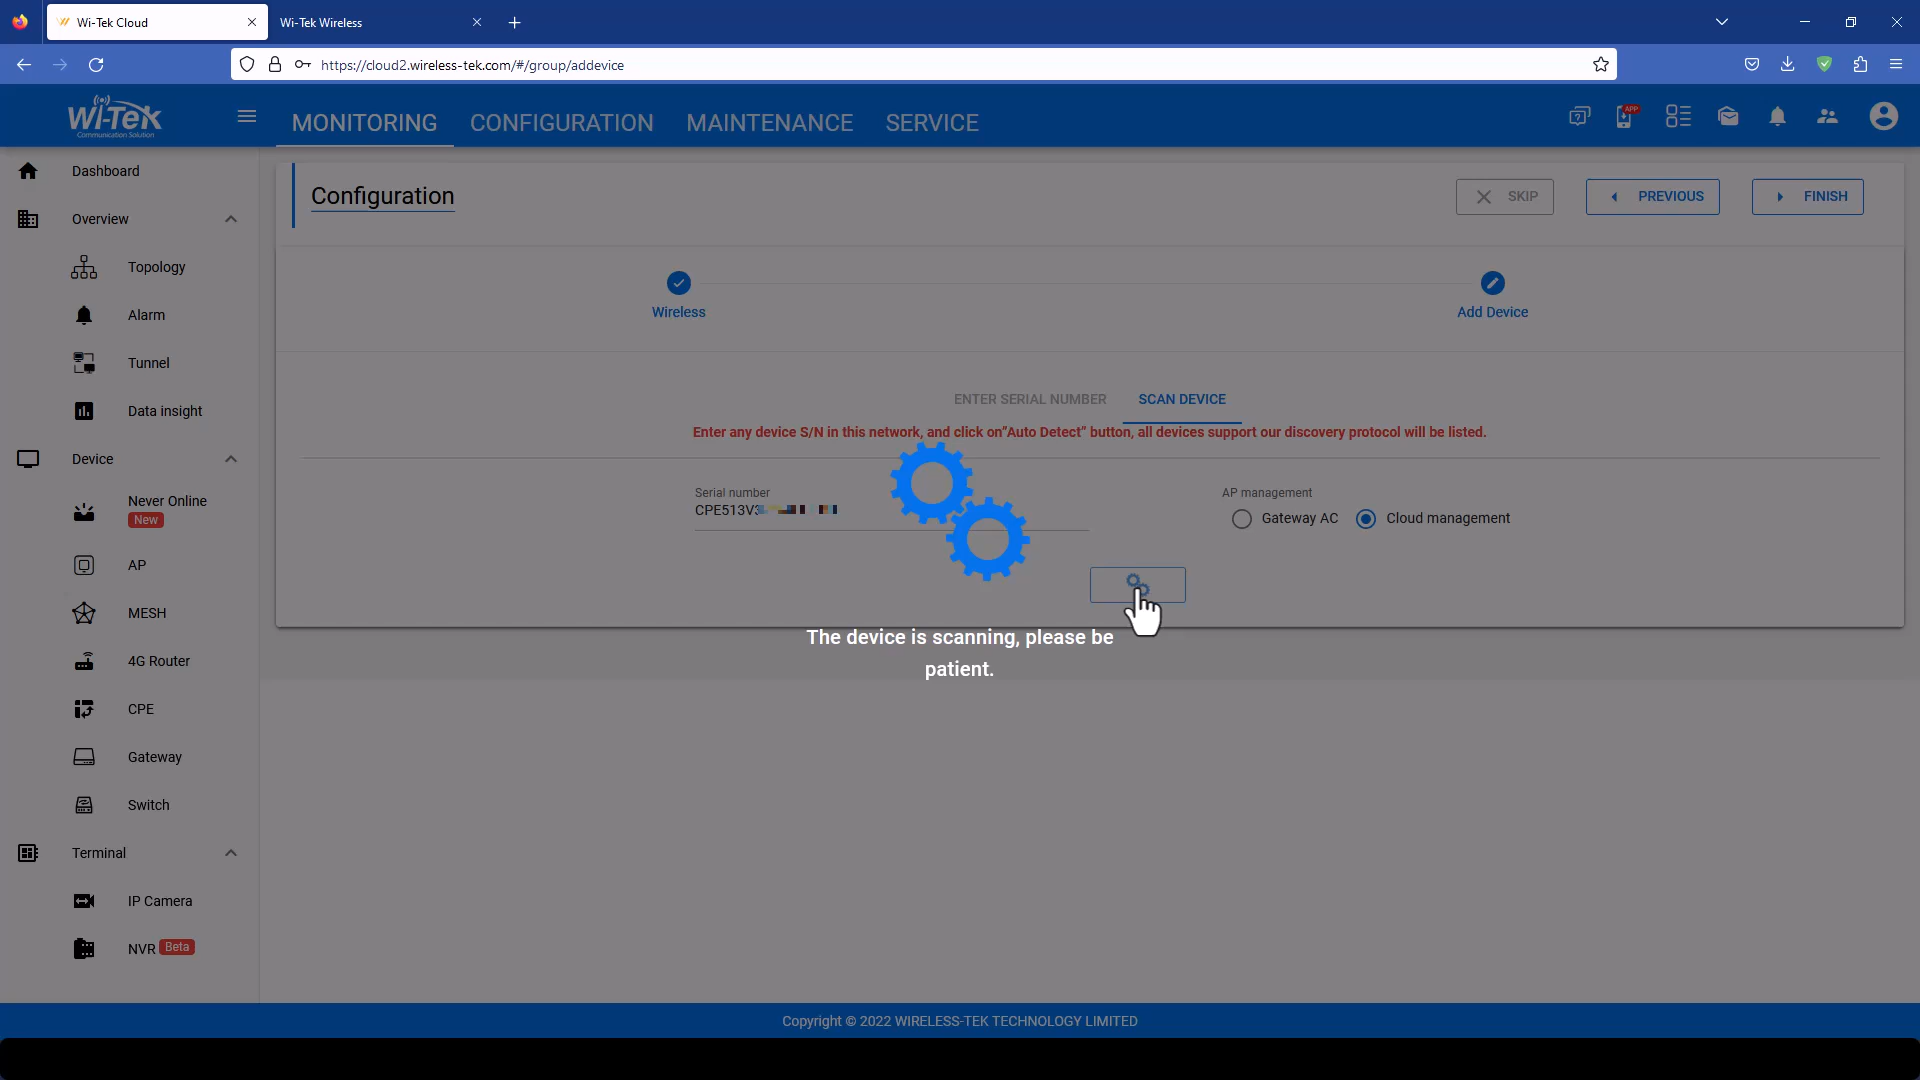 Wi-Tek Cloud
Wi-Tek Wireless
https://cloud2.wireless-tek.com/#/group/addevice
Wi-Tek
Communication Solution
MONITORING
CONFIGURATION
MAINTENANCE
SERVICE
APP
Dashboard
Overview
Topology
Alarm
Tunnel
Data insight
Device
Never Online
New
AP
MESH
4G Router
CPE
Gateway
Switch
Terminal
IP Camera
NVR Beta
Configuration
SKIP
PREVIOUS
FINISH
Wireless
Add Device
ENTER SERIAL NUMBER
SCAN DEVICE
Enter any device S/N in this network, and click on"Auto Detect" button, all devices support our discovery protocol will be listed.
Serial number
CPE513V3
AP management
Gateway AC
Cloud management
The device is scanning, please be
patient.
Copyright © 2022 WIRELESS-TEK TECHNOLOGY LIMITED